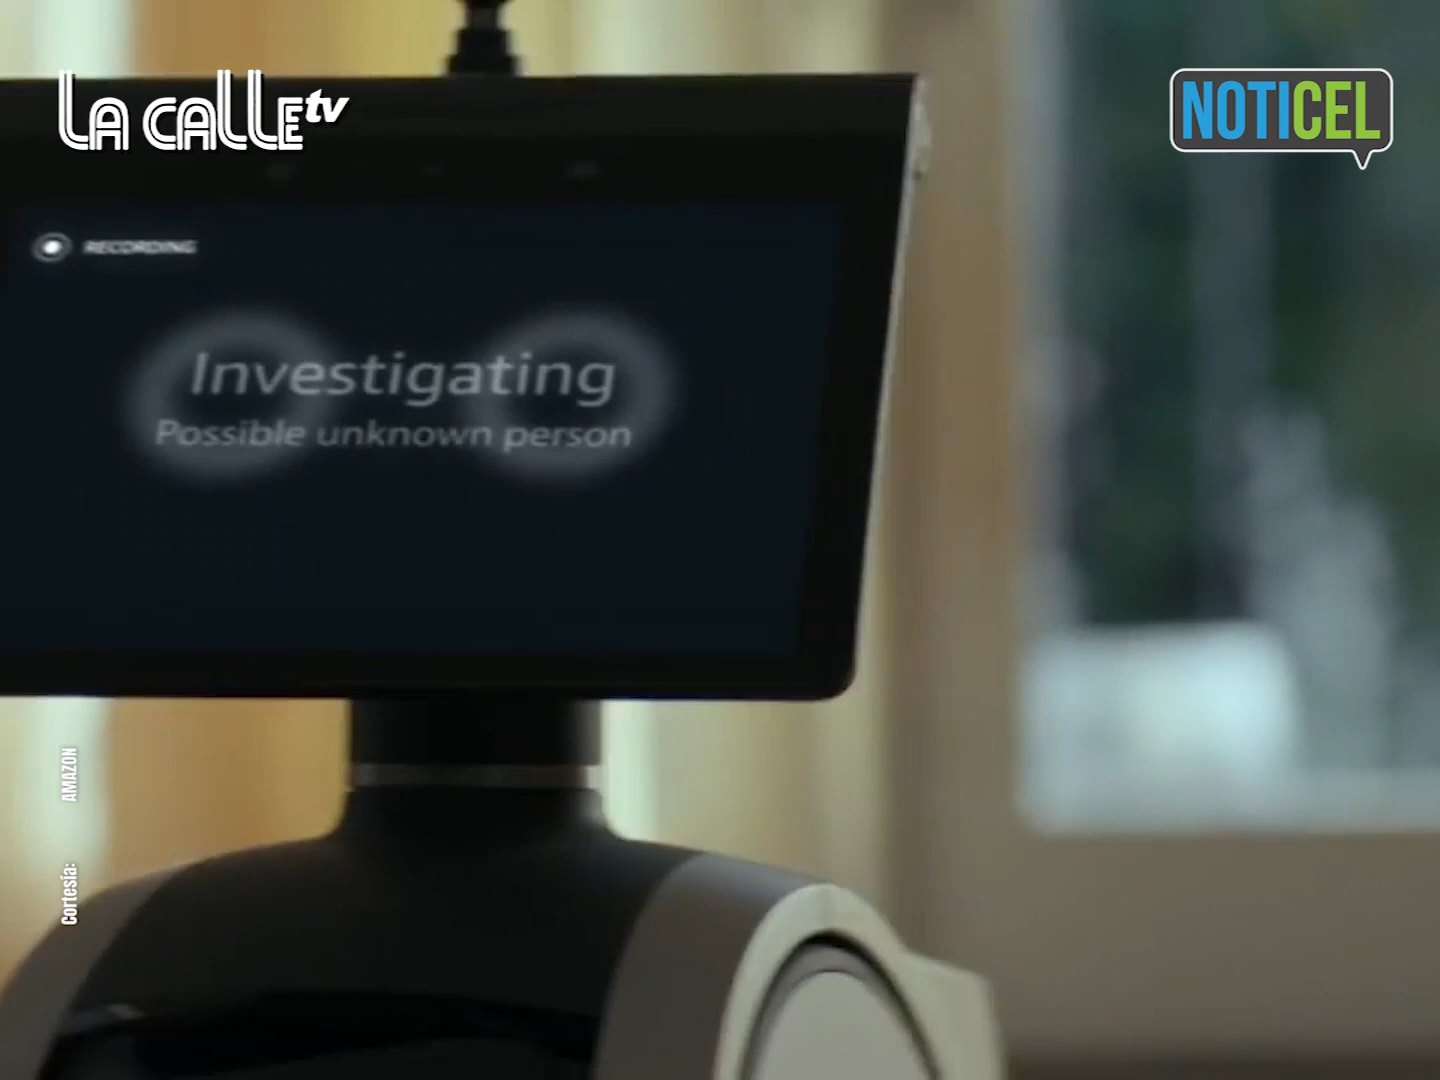 LA CALLE tv
NOTICEL
RECORDING
Investigating
Possible unknown person
Cortesía: AMAZON